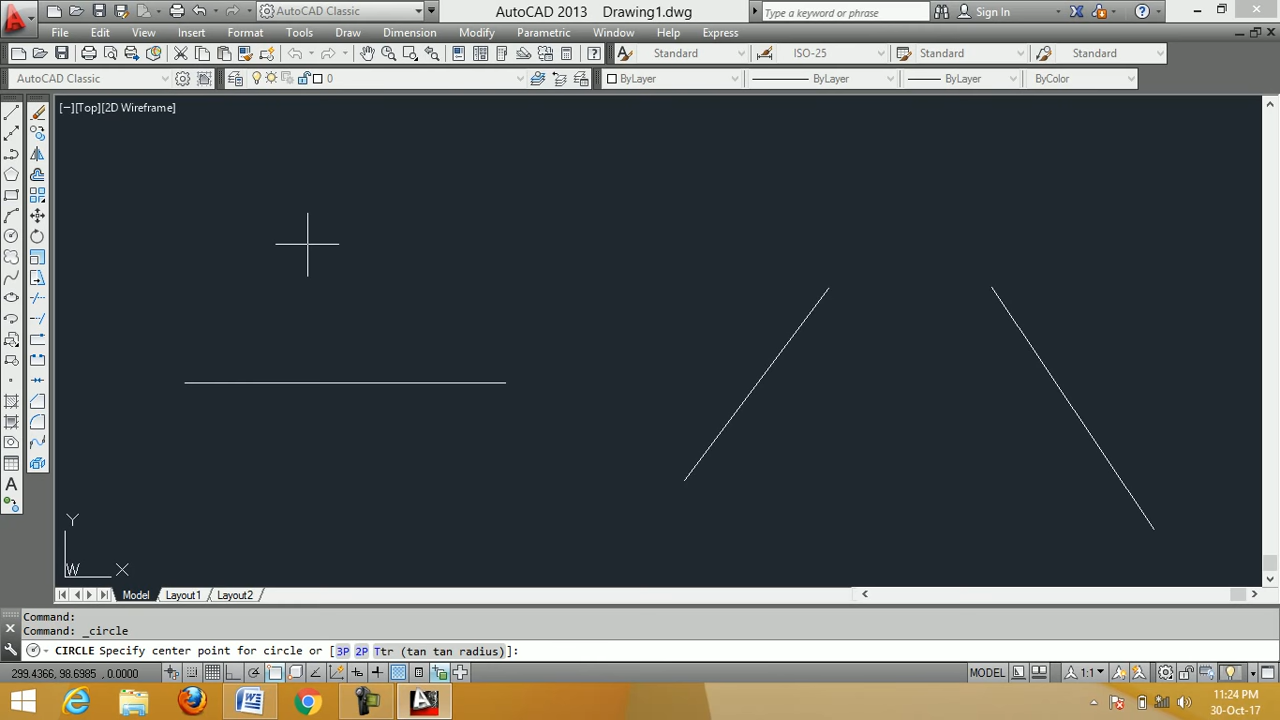 AutoCAD Classic
AutoCAD 2013 Drawing1.dwg
Type a keyword or phrase
Sign In
File Edit View Insert Format Tools Draw Dimension Modify Parametric Window Help Express
Standard ISO-25 Standard Standard
AutoCAD Classic 0 ByLayer ByLayer ByLayer ByColor
[−][Top][2D Wireframe]
Y
W X
Model Layout1 Layout2
Command:
Command: _circle
CIRCLE Specify center point for circle or [3P 2P Ttr (tan tan radius)]:
299.4366, 98.6985, 0.0000 MODEL 1:1
11:24 PM
30-Oct-17
A